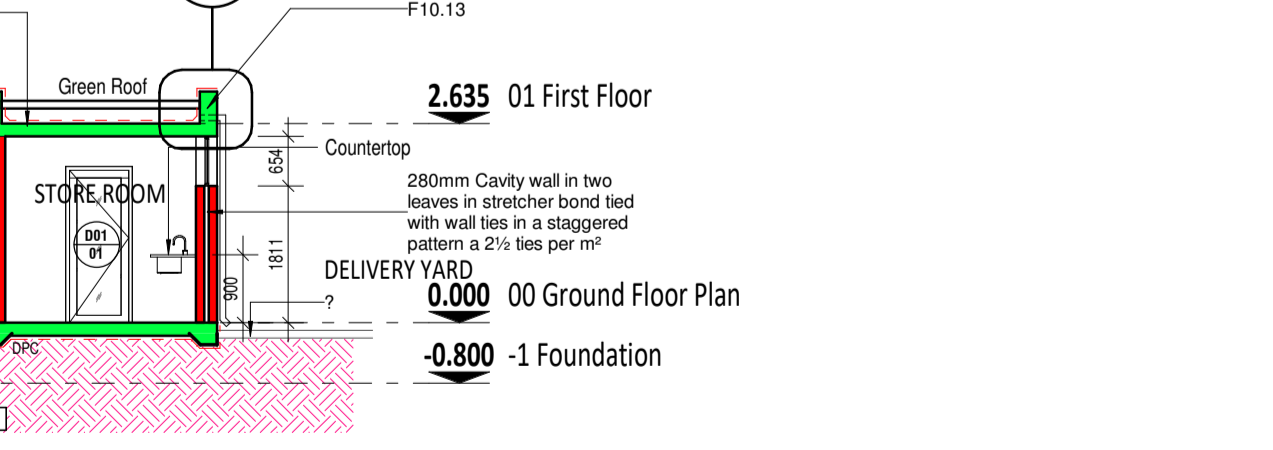 F10.13
Green Roof
2.635 01 First Floor
Countertop
654
280mm Cavity wall in two
leaves in stretcher bond tied
with wall ties in a staggered
pattern a 2½ ties per m²
STORE ROOM
D01
01
1811
DELIVERY YARD
900
?
0.000 00 Ground Floor Plan
DPC
-0.800 -1 Foundation